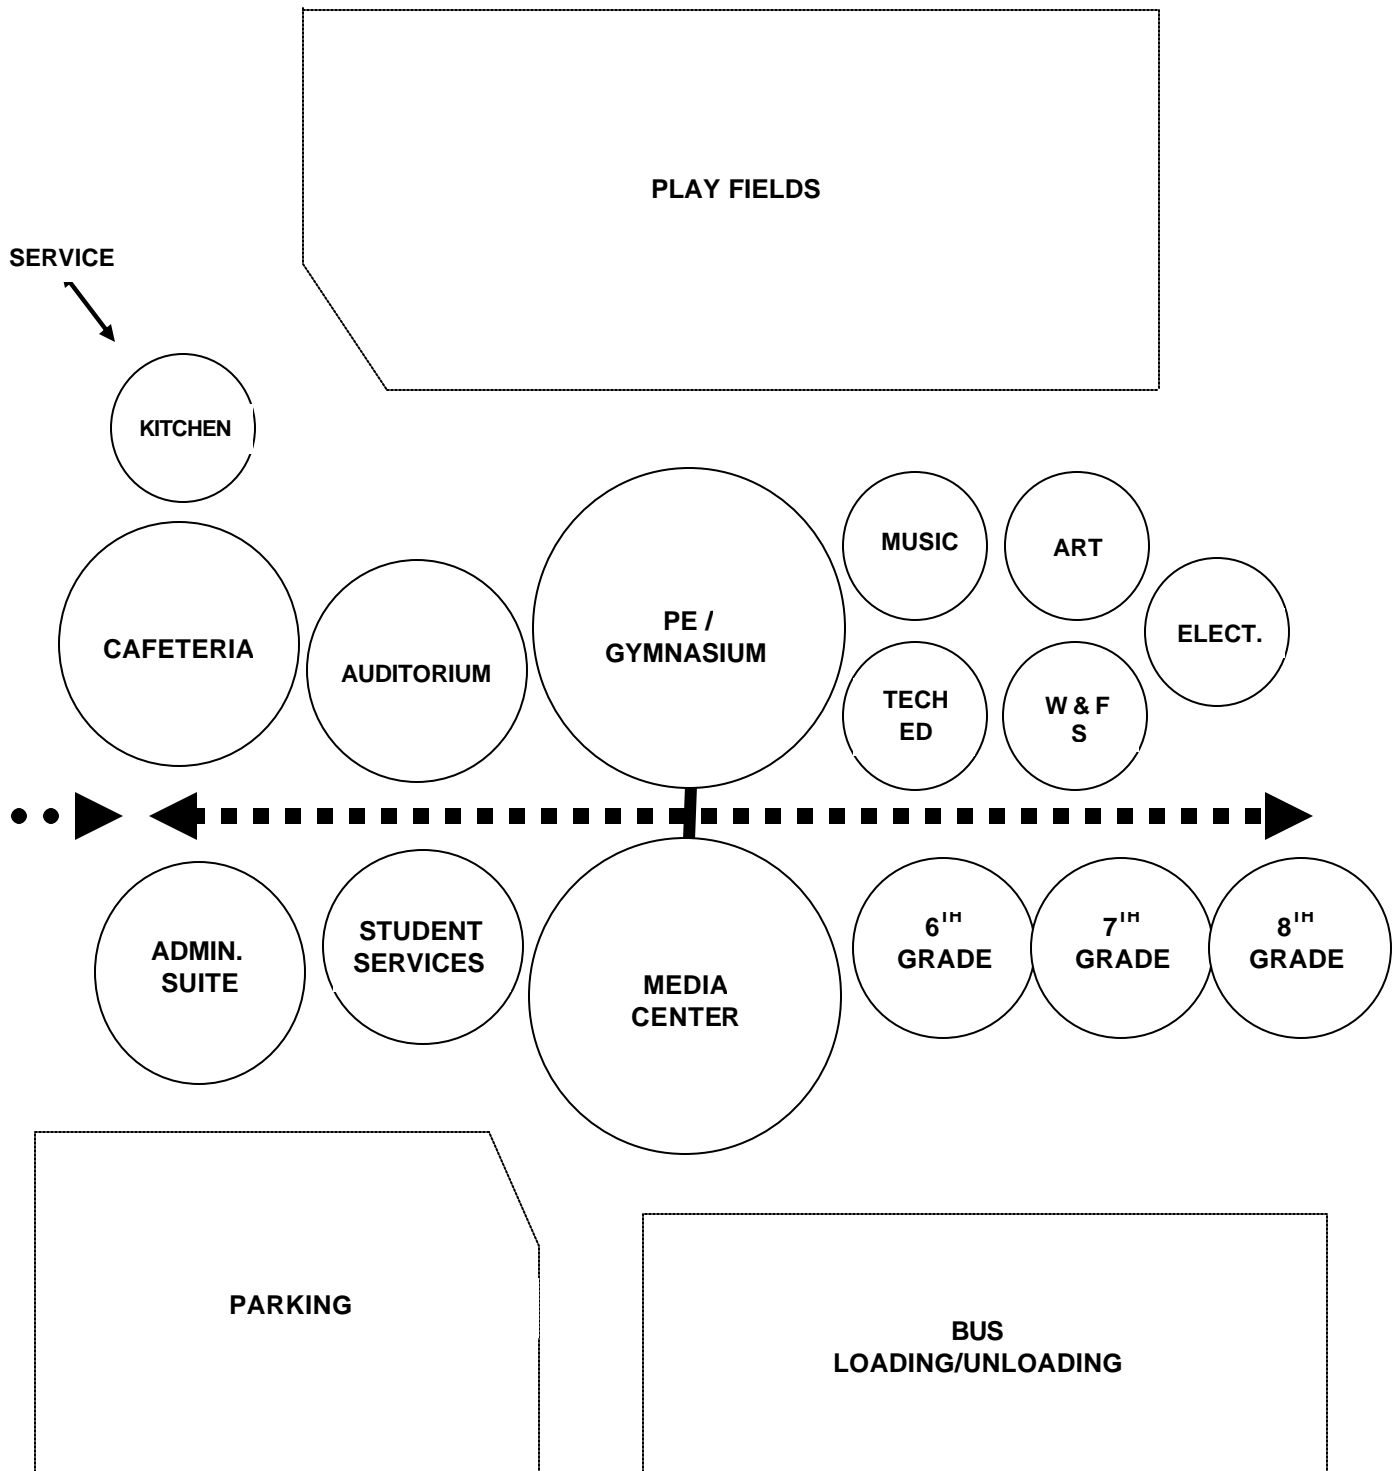 PLAY FIELDS
SERVICE
KITCHEN
MUSIC
ART
PE /
GYMNASIUM
ELECT.
CAFETERIA
AUDITORIUM
TECH
ED
W & F
S
STUDENT
SERVICES
ADMIN.
SUITE
MEDIA
CENTER
6TH
GRADE
7TH
GRADE
8TH
GRADE
PARKING
BUS
LOADING/UNLOADING